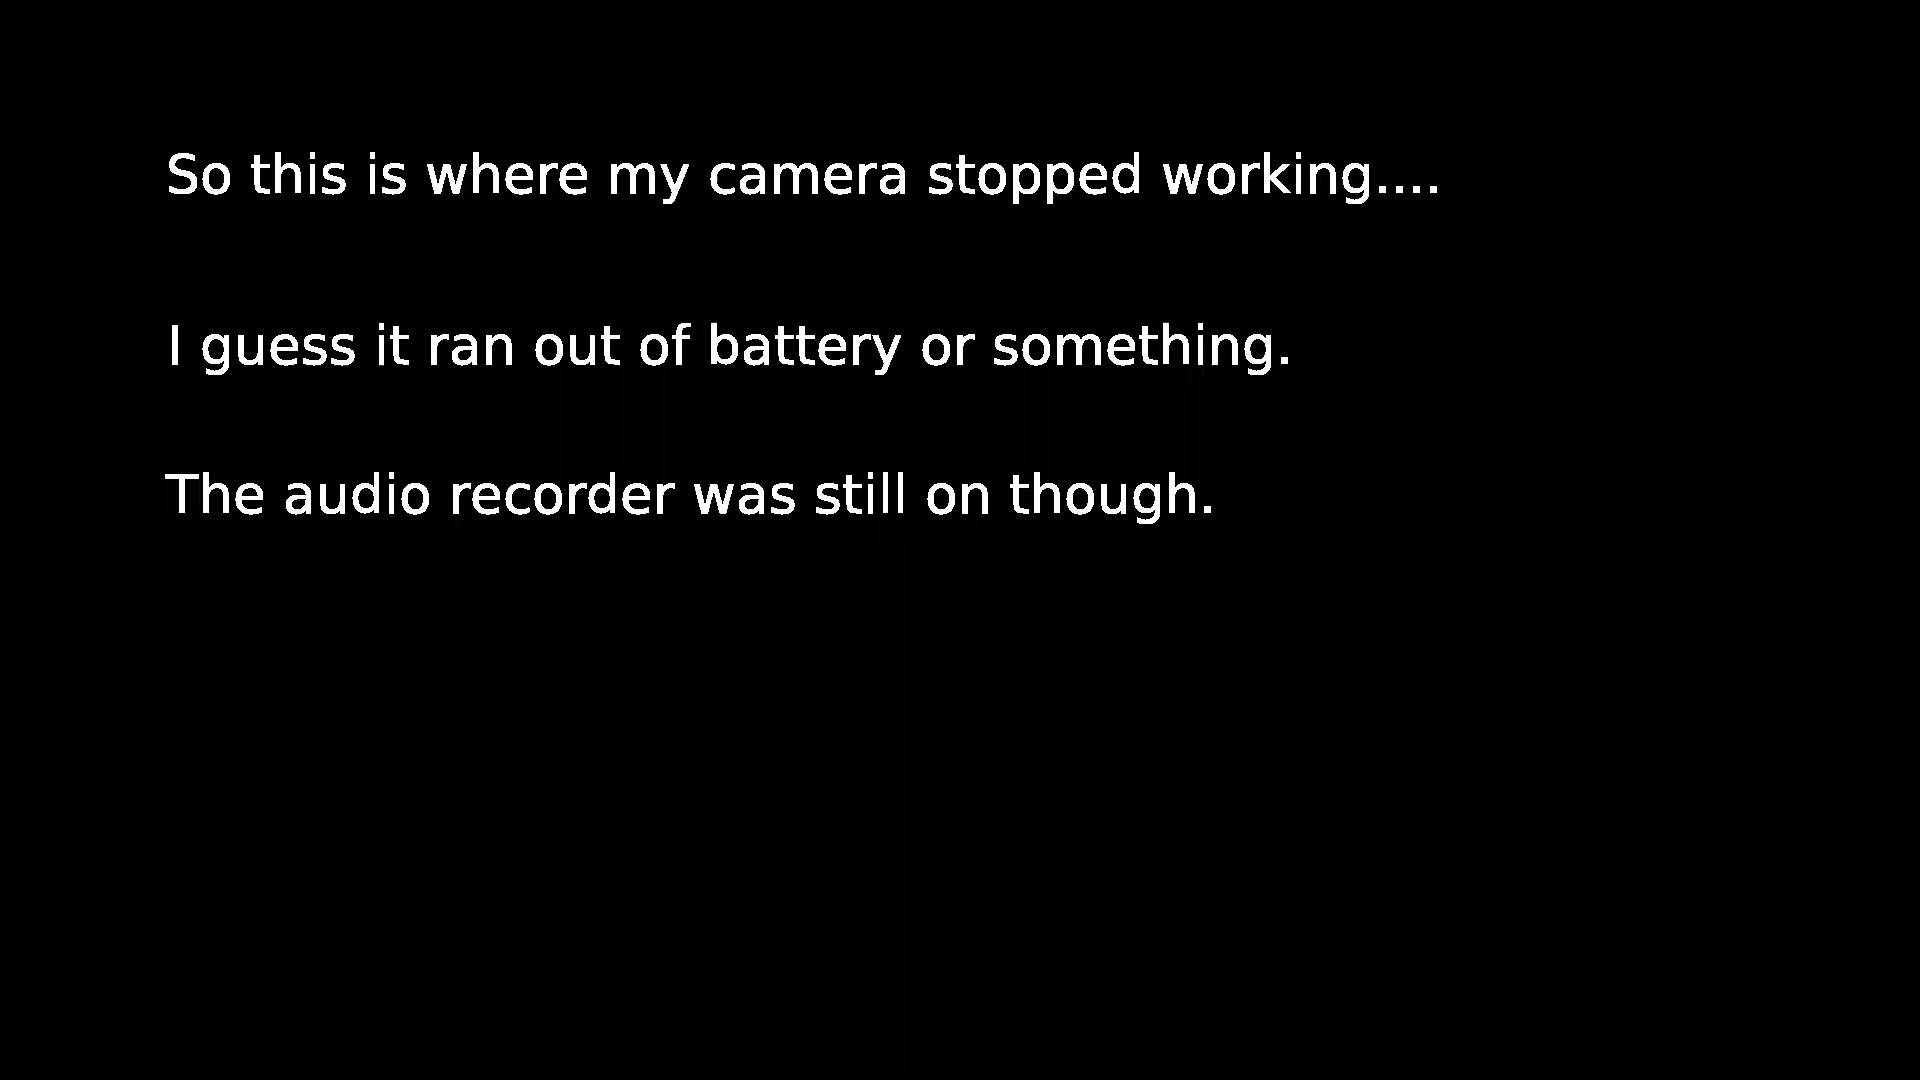 So this is where my camera stopped working....
I guess it ran out of battery or something.
The audio recorder was still on though.